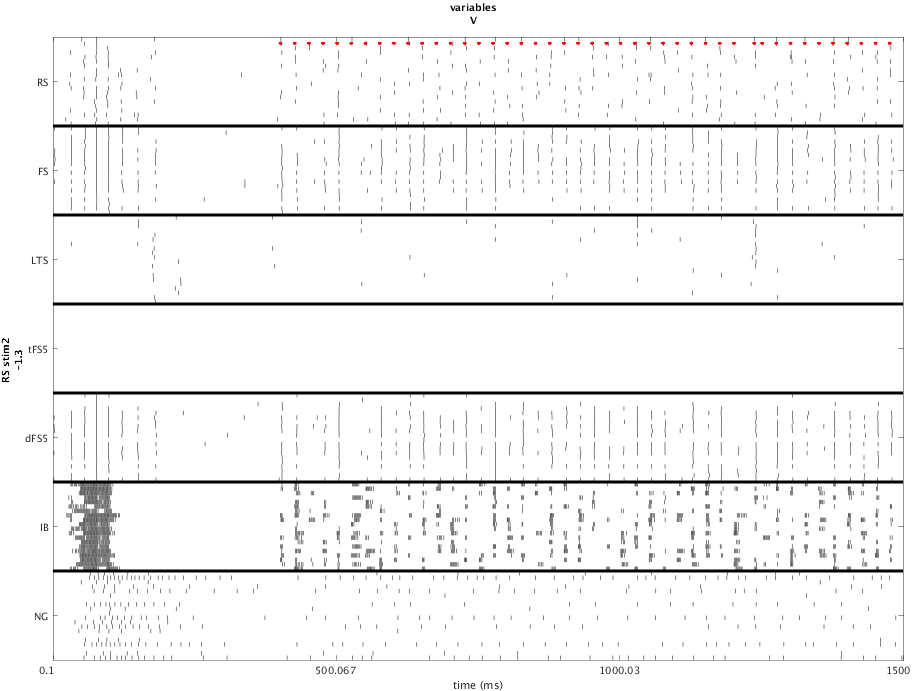 variables
V
RS
FS
LTS
RS stim2
-1.3
tFS5
dFS5
IB
NG
0.1
500.067
1000.03
1500
time (ms)